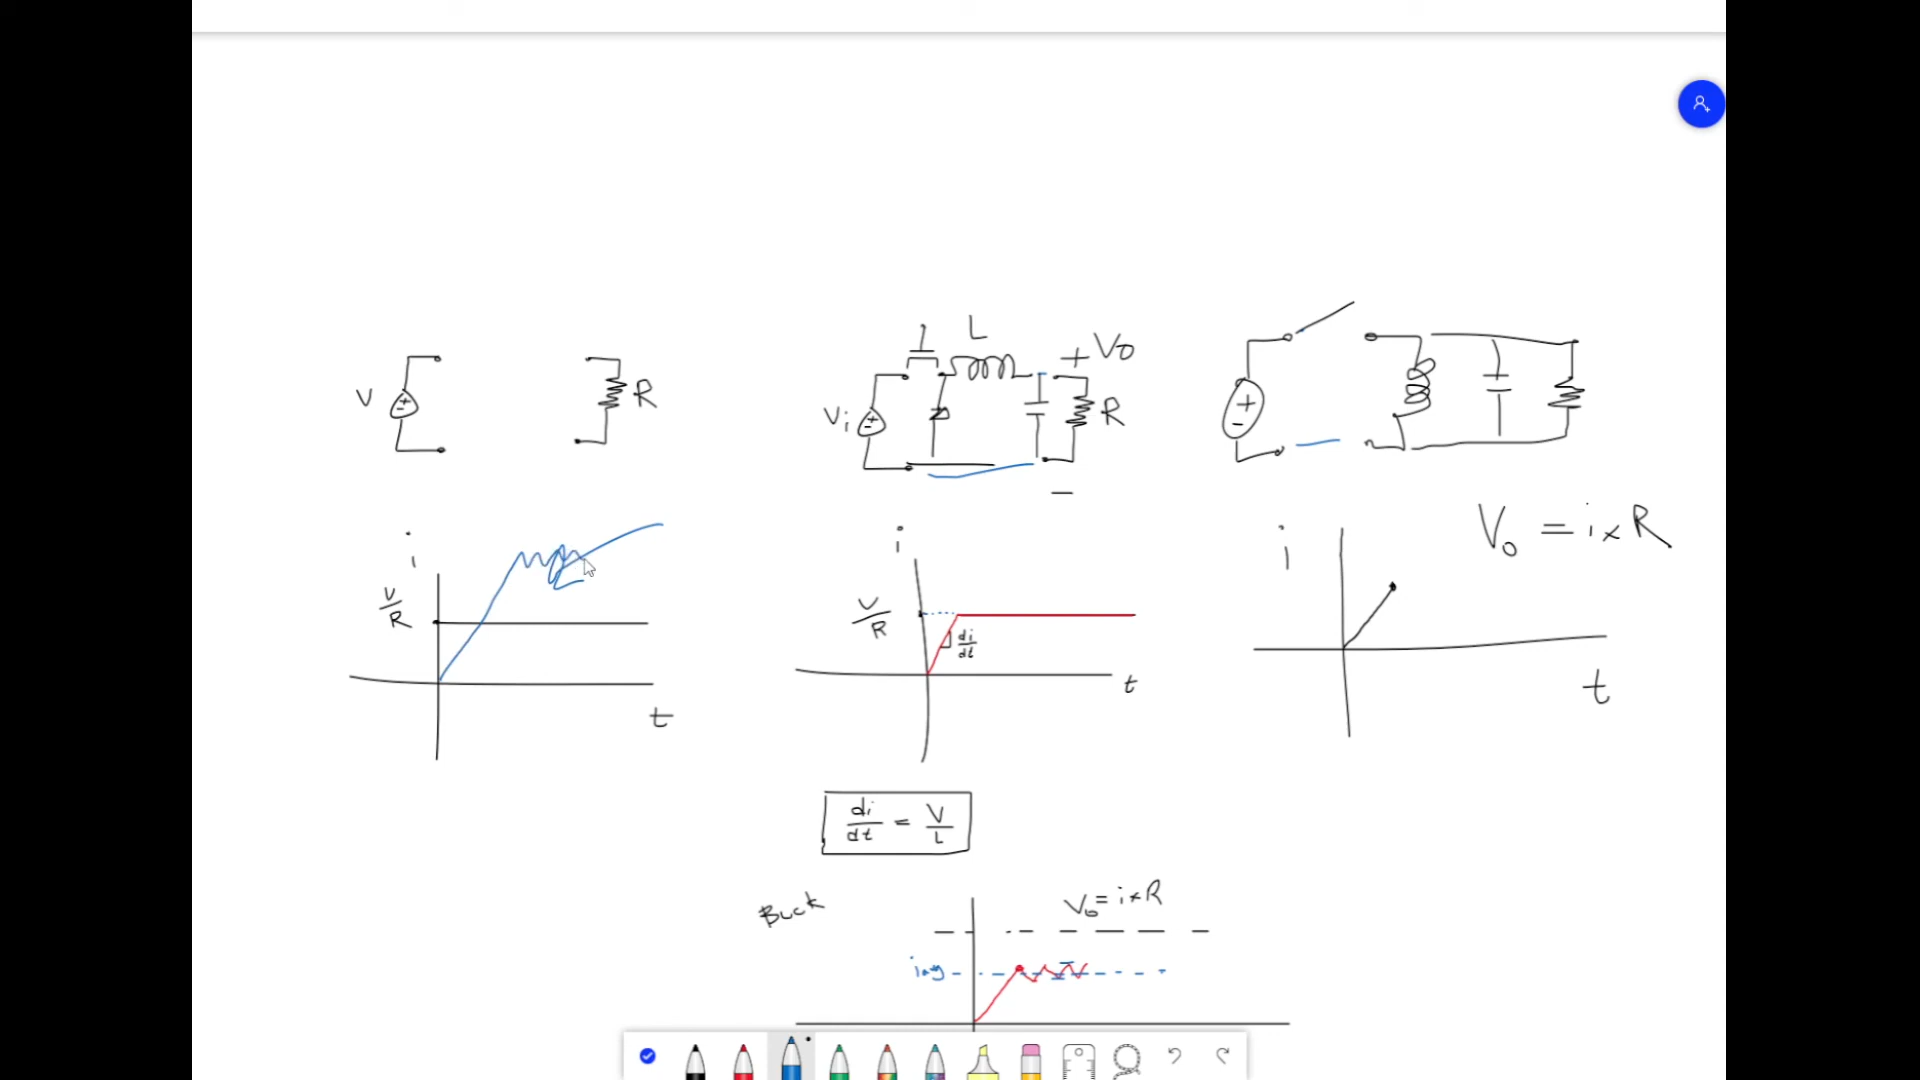 V
R
i
V/R
t
L
+ Vo
Vi
R
−
i
V/R
di/dt
t
di/dt = V/L
Vo = i × R
i
t
Buck
Vo = i × R
iavg